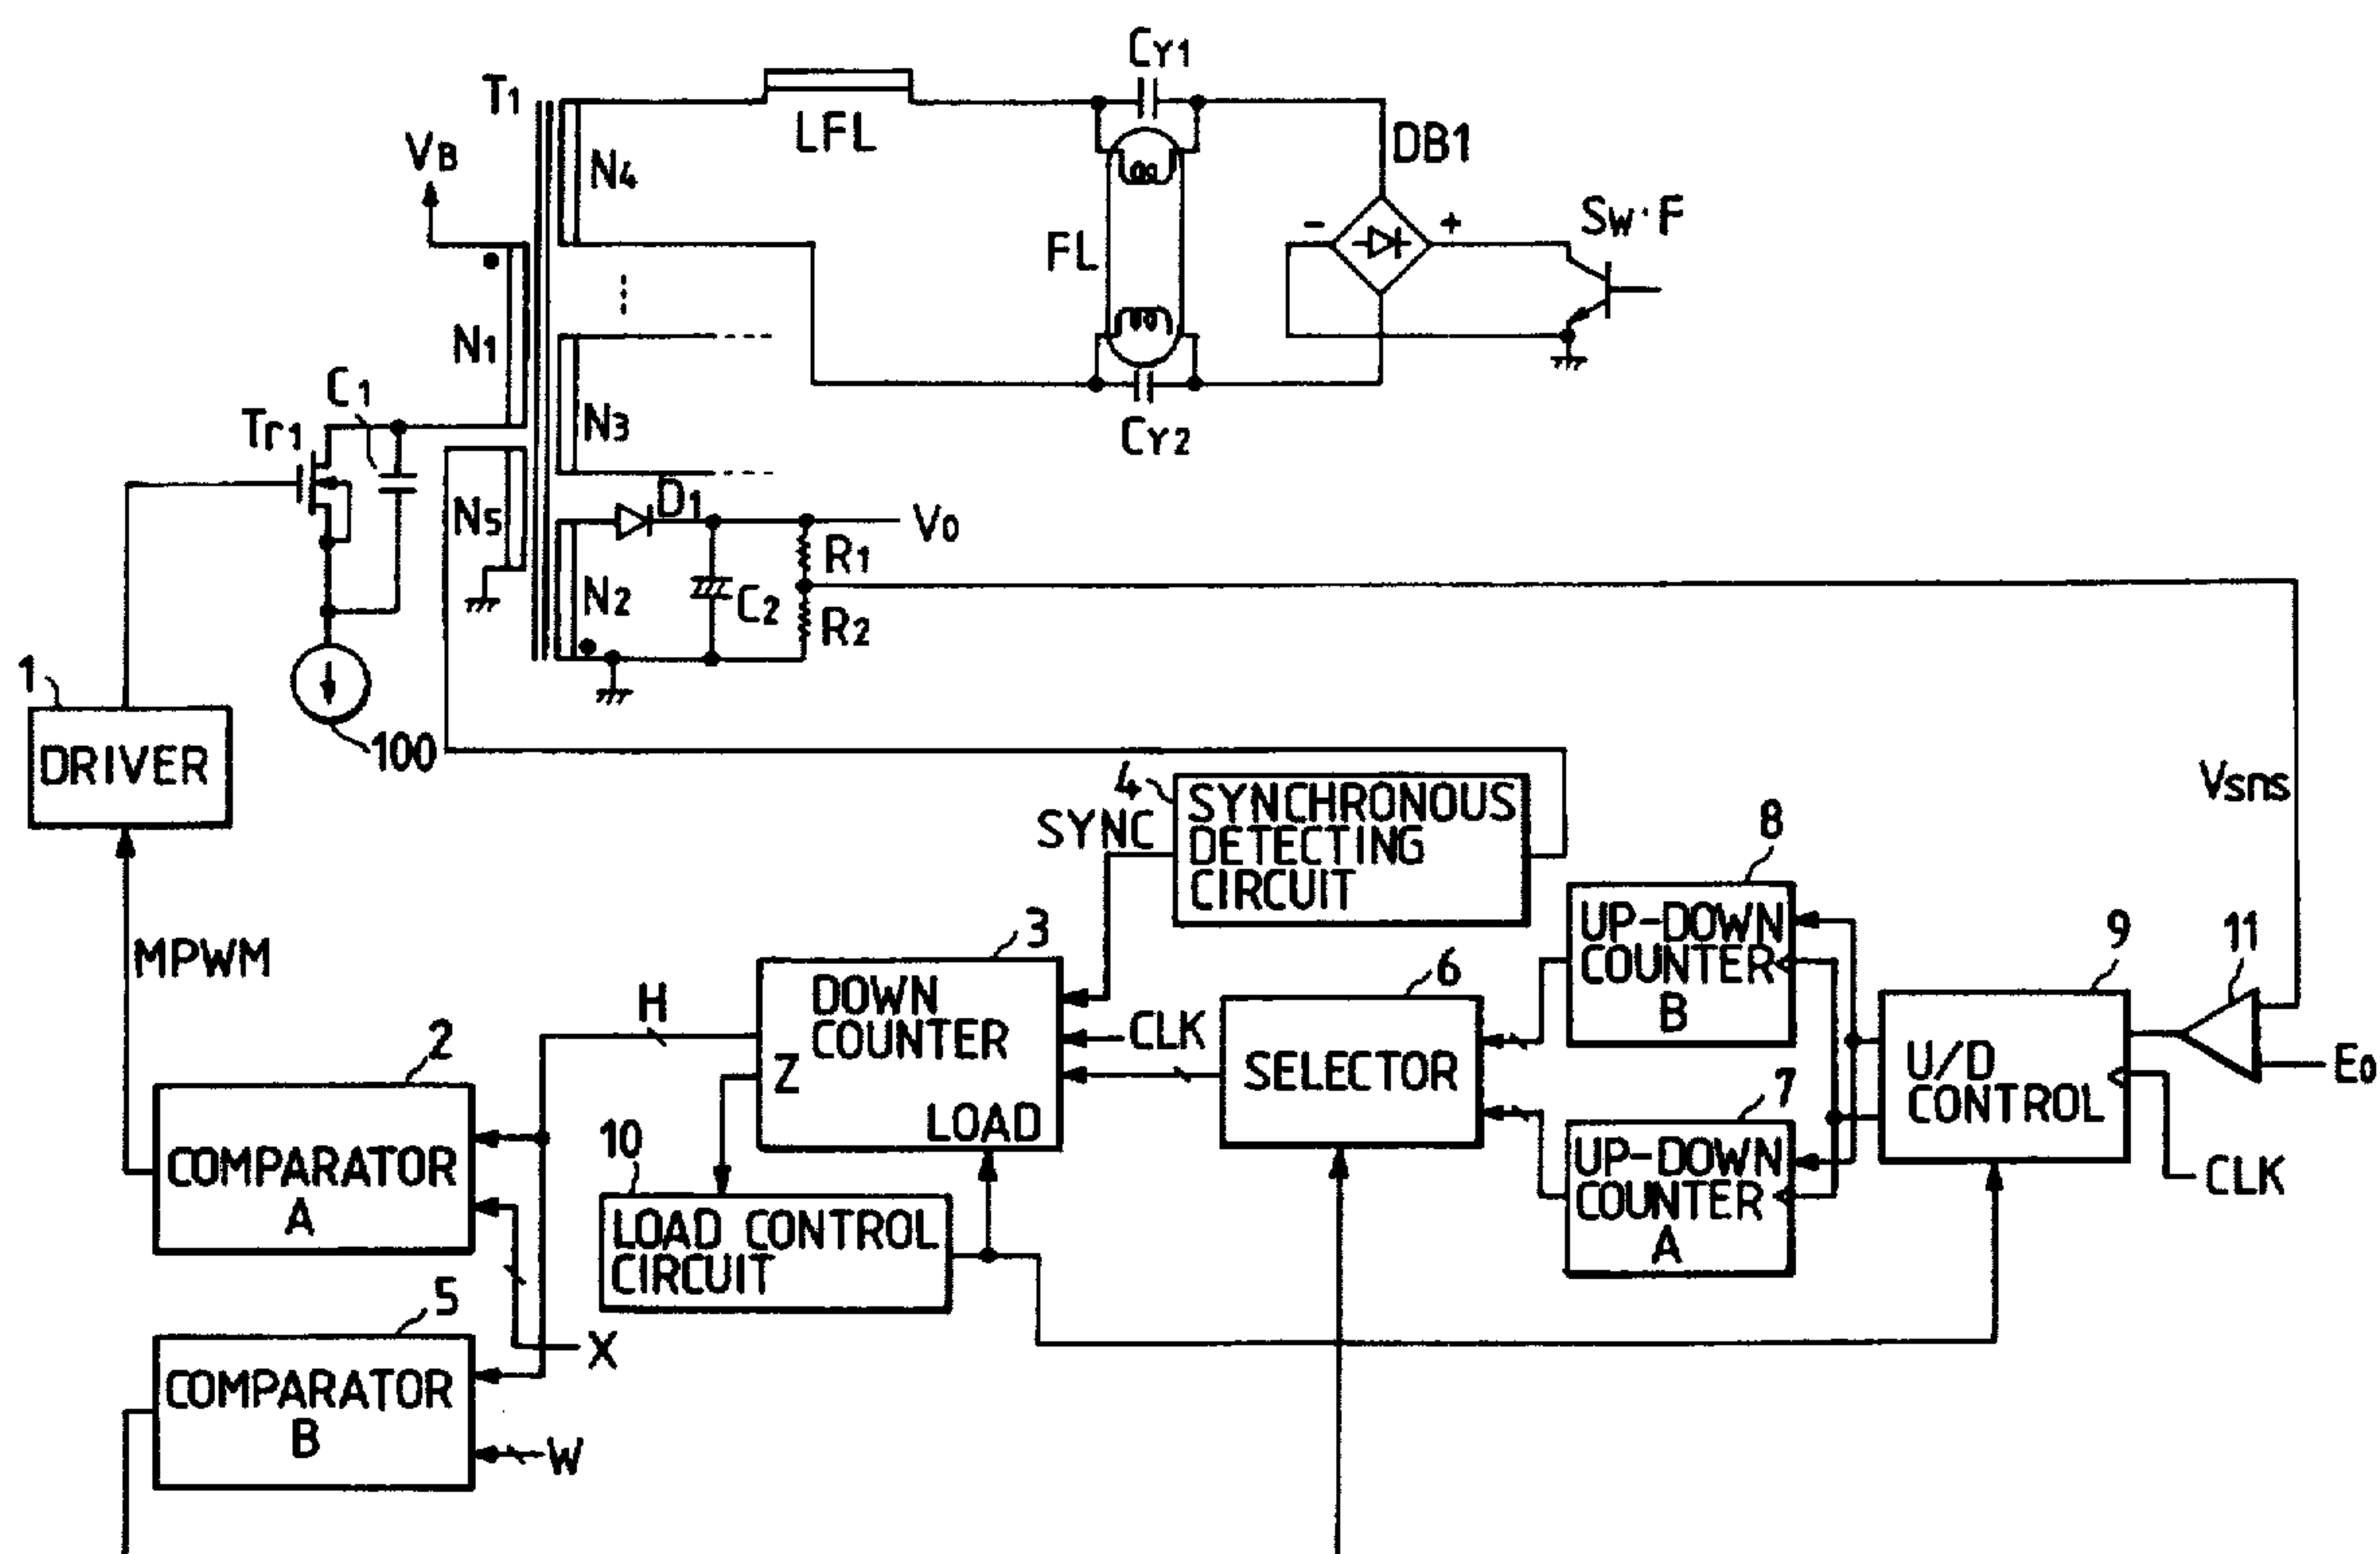 CY1
T1
LFL
DB1
VB
N4
Sw·F
FL
N1
C1
N3
Tr1
CY2
D1
N5
V0
R1
N2
C2
R2
1
100
DRIVER
4
SYNCHRONOUS
DETECTING
CIRCUIT
Vsns
SYNC
8
UP-DOWN
COUNTER
B
3
9
11
MPWM
DOWN
COUNTER
6
H
CLK
2
Z
SELECTOR
U/D
CONTROL
E0
7
LOAD
10
COMPARATOR
A
UP-DOWN
COUNTER
A
CLK
LOAD CONTROL
CIRCUIT
5
X
COMPARATOR
B
W
- +